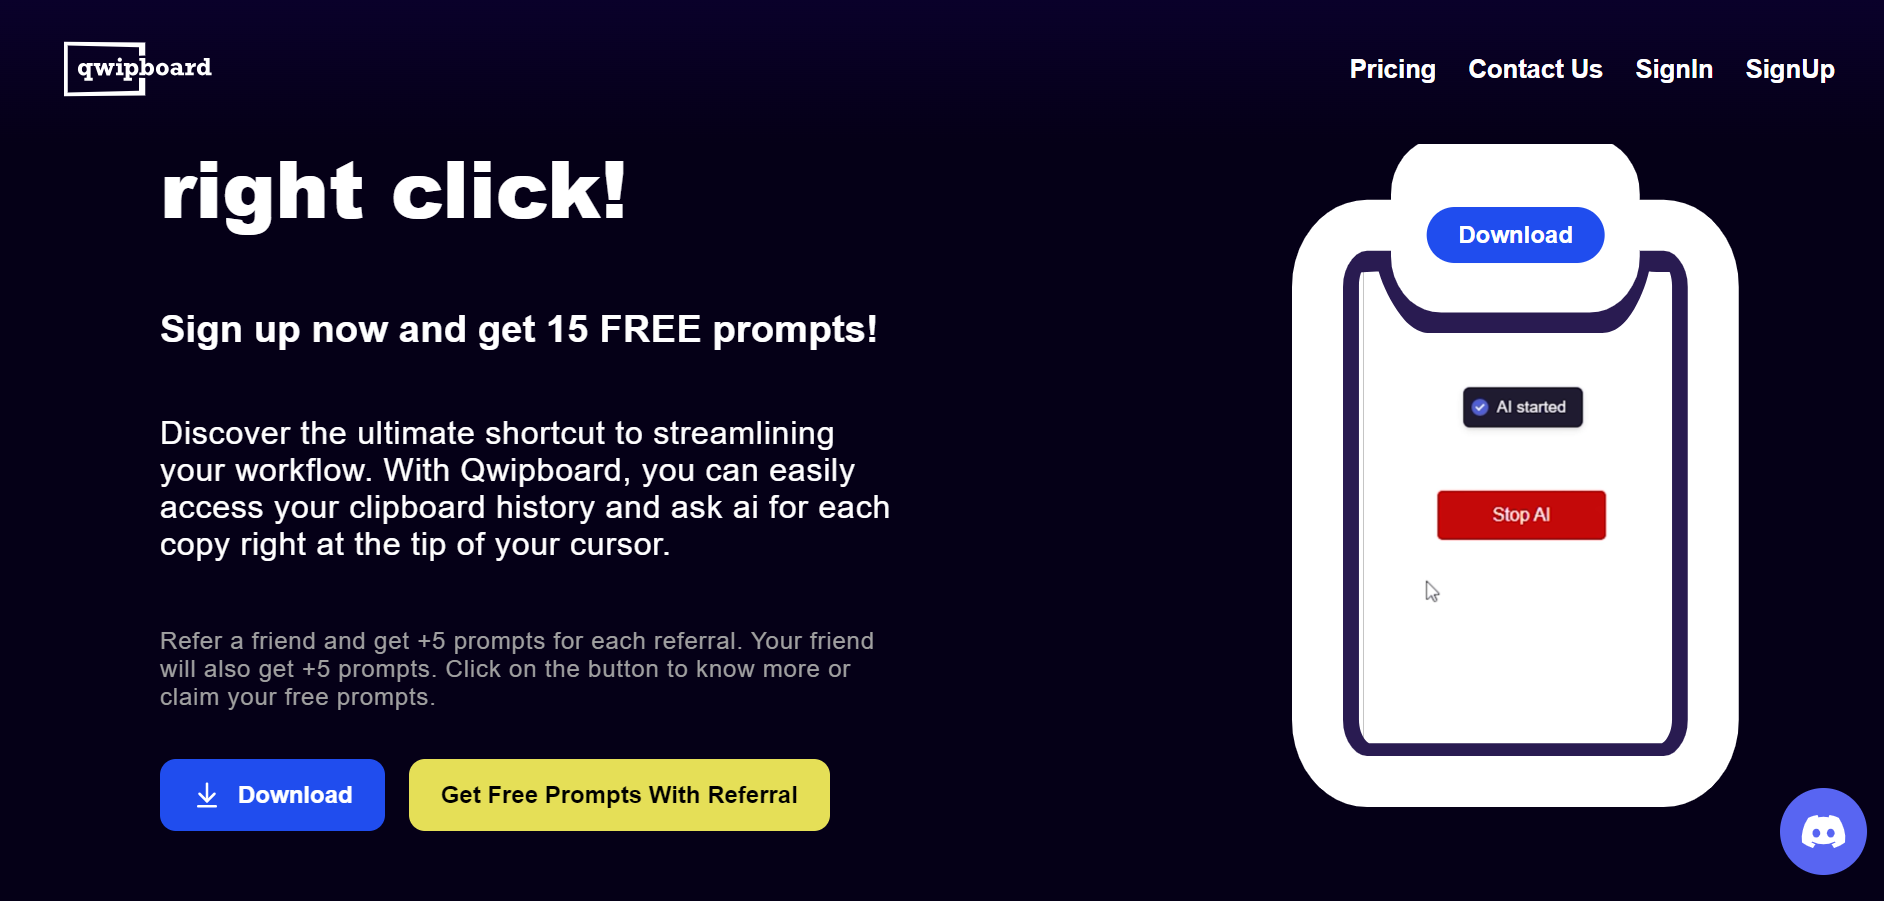 qwipboard
Pricing
Contact Us
SignIn
SignUp
right click!
Sign up now and get 15 FREE prompts!
Discover the ultimate shortcut to streamlining
your workflow. With Qwipboard, you can easily
access your clipboard history and ask ai for each
copy right at the tip of your cursor.
Refer a friend and get +5 prompts for each referral. Your friend
will also get +5 prompts. Click on the button to know more or
claim your free prompts.
Download
Get Free Prompts With Referral
Download
AI started
Stop AI